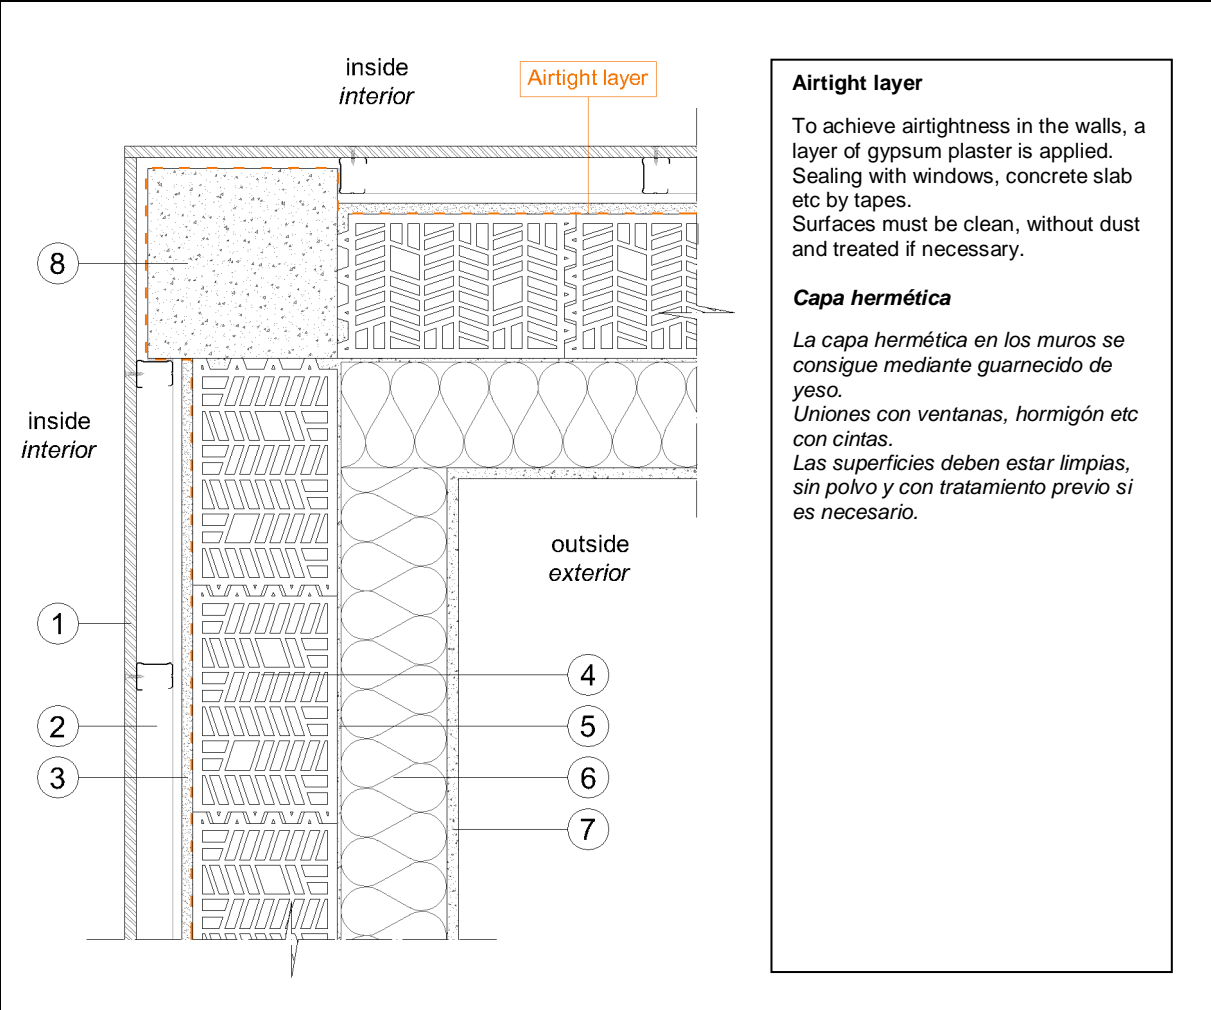 inside
interior
Airtight layer
8
inside
interior
outside
exterior
1
2
3
4
5
6
7
Airtight layer
To achieve airtightness in the walls, a
layer of gypsum plaster is applied.
Sealing with windows, concrete slab
etc by tapes.
Surfaces must be clean, without dust
and treated if necessary.
Capa hermética
La capa hermética en los muros se
consigue mediante guarnecido de
yeso.
Uniones con ventanas, hormigón etc
con cintas.
Las superficies deben estar limpias,
sin polvo y con tratamiento previo si
es necesario.